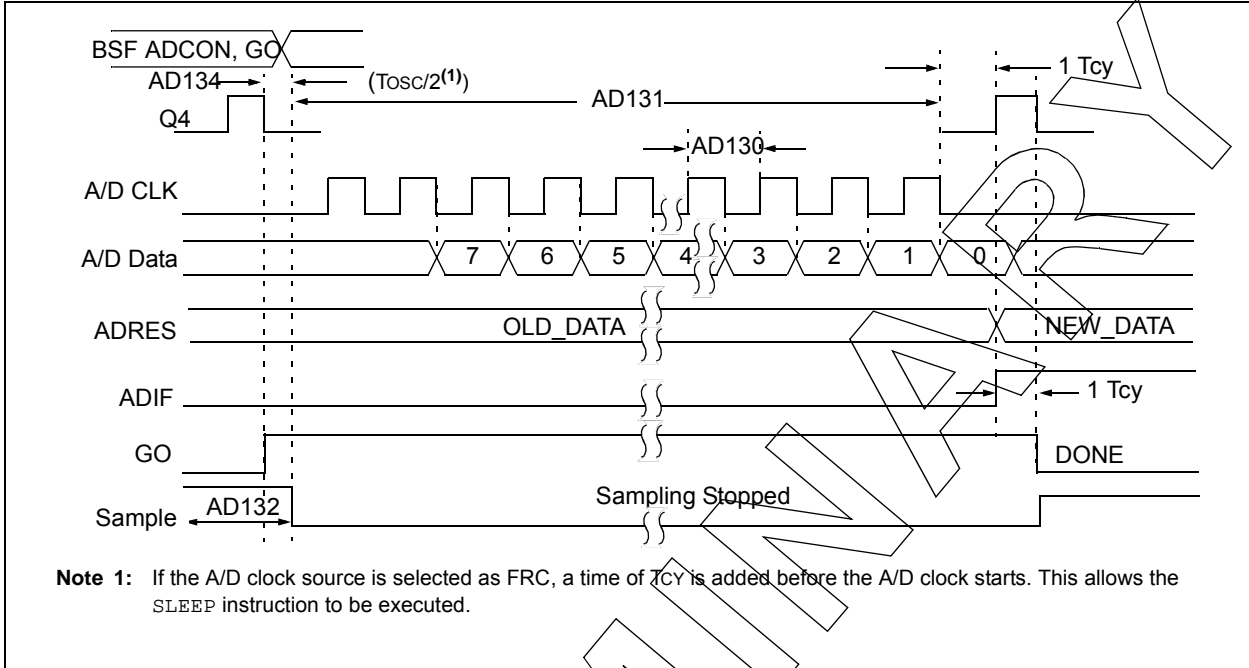 BSF ADCON, GO
AD134 (TOSC/2(1)) AD131 1 Tcy
Q4
AD130
A/D CLK
A/D Data 7 6 5 4 3 2 1 0
ADRES OLD_DATA NEW_DATA
ADIF 1 Tcy
GO DONE
Sample AD132 Sampling Stopped
Note 1: If the A/D clock source is selected as FRC, a time of TCY is added before the A/D clock starts. This allows the
SLEEP instruction to be executed.
INARY